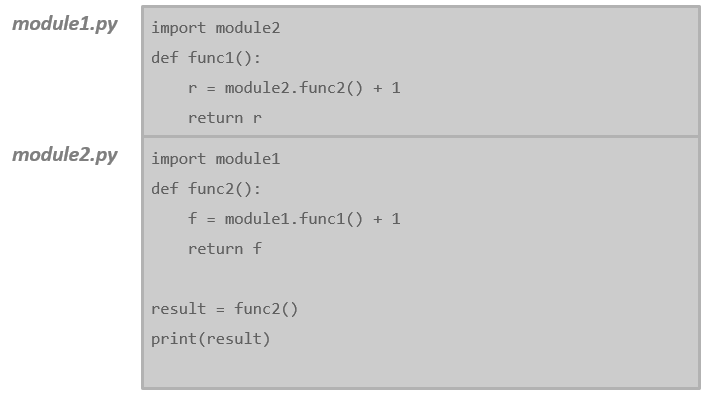 module1.py
import module2
def func1():
    r = module2.func2() + 1
    return r
module2.py
import module1
def func2():
    f = module1.func1() + 1
    return f
result = func2()
print(result)